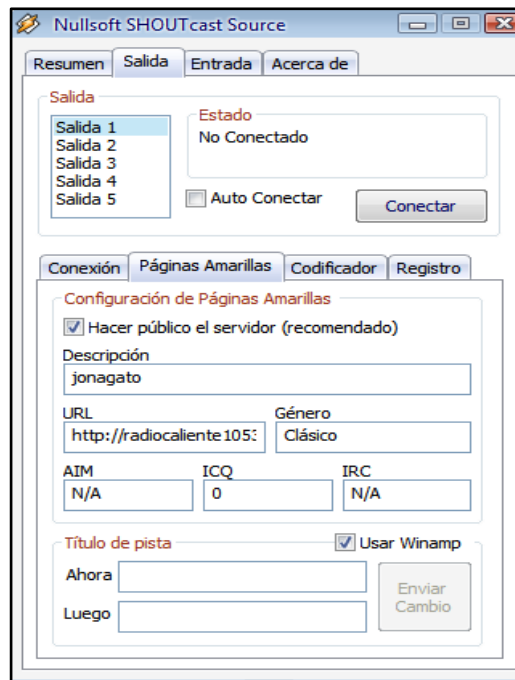 Nullsoft SHOUTcast Source
Resumen Salida Entrada Acerca de
Salida
Salida 1
Salida 2
Salida 3
Salida 4
Salida 5
Estado
No Conectado
Auto Conectar
Conectar
Conexión Páginas Amarillas Codificador Registro
Configuración de Páginas Amarillas
Hacer público el servidor (recomendado)
Descripción
jonagato
URL Género
http://radiocaliente1053 Clásico
AIM ICQ IRC
N/A 0 N/A
Título de pista Usar Winamp
Ahora
Luego
Enviar
Cambio